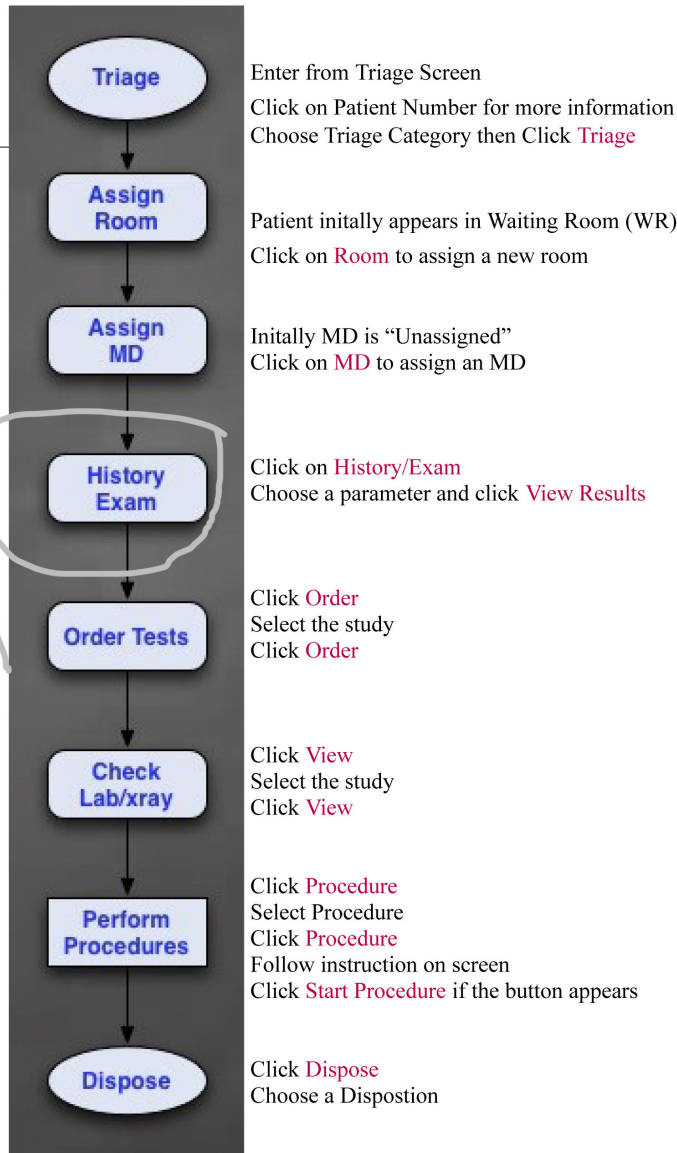 Triage
Enter from Triage Screen
Click on Patient Number for more information
Choose Triage Category then Click Triage
Assign
Room
Patient initally appears in Waiting Room (WR)
Click on Room to assign a new room
Assign
MD
Initally MD is “Unassigned”
Click on MD to assign an MD
History
Exam
Click on History/Exam
Choose a parameter and click View Results
Order Tests
Click Order
Select the study
Click Order
Check
Lab/xray
Click View
Select the study
Click View
Perform
Procedures
Click Procedure
Select Procedure
Click Procedure
Follow instruction on screen
Click Start Procedure if the button appears
Dispose
Click Dispose
Choose a Dispostion